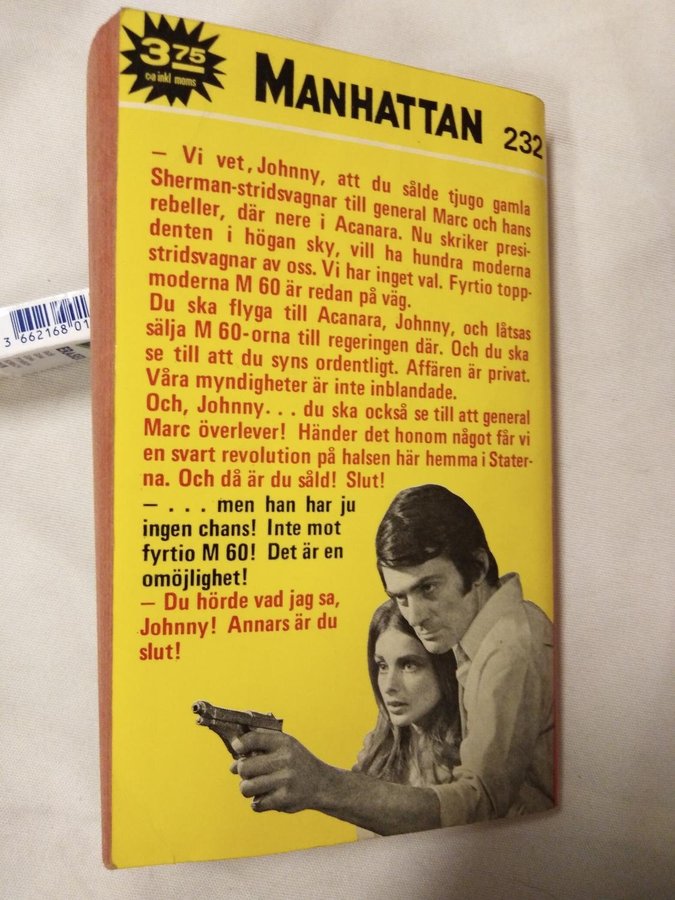 3 75
ca inkl moms
MANHATTAN
232
— Vi vet, Johnny, att du sålde tjugo gamla
Sherman-stridsvagnar till general Marc och hans
rebeller, där nere i Acanara. Nu skriker presi-
denten i högan sky, vill ha hundra moderna
stridsvagnar av oss. Vi har inget val. Fyrtio topp-
moderna M 60 är redan på väg.
Du ska flyga till Acanara, Johnny, och låtsas
sälja M 60-orna till regeringen där. Och du ska
se till att du syns ordentligt. Affären är privat.
Våra myndigheter är inte inblandade.
Och, Johnny. . . du ska också se till att general
Marc överlever! Händer det honom något får vi
en svart revolution på halsen här hemma i Stater-
na. Och då är du såld! Slut!
— . . . men han har ju
ingen chans! Inte mot
fyrtio M 60! Det är en
omöjlighet!
— Du hörde vad jag sa,
Johnny! Annars är du
slut!
3 662168 01